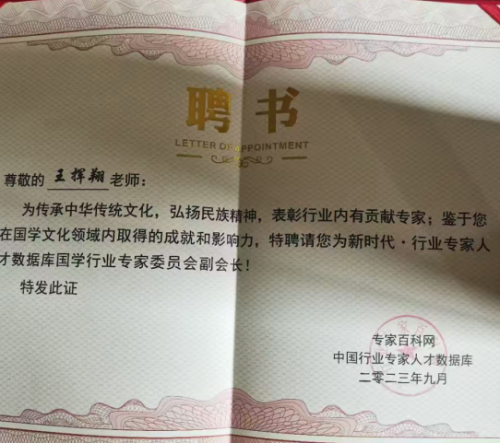 聘书
LETTER OF APPOINTMENT
尊敬的 王挥翔 老师：
为传承中华传统文化，弘扬民族精神，表彰行业内有贡献专家；鉴于您
在国学文化领域内取得的成就和影响力，特聘请您为新时代·行业专家人
才数据库国学行业专家委员会副会长！
特发此证
专家百科网
中国行业专家人才数据库
二零二三年九月